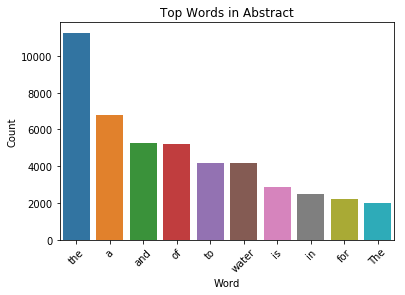 Top Words in Abstract
10000
8000
6000
4000
2000
0
Count
the
a
and
of
to
water
is
in
for
The
Word